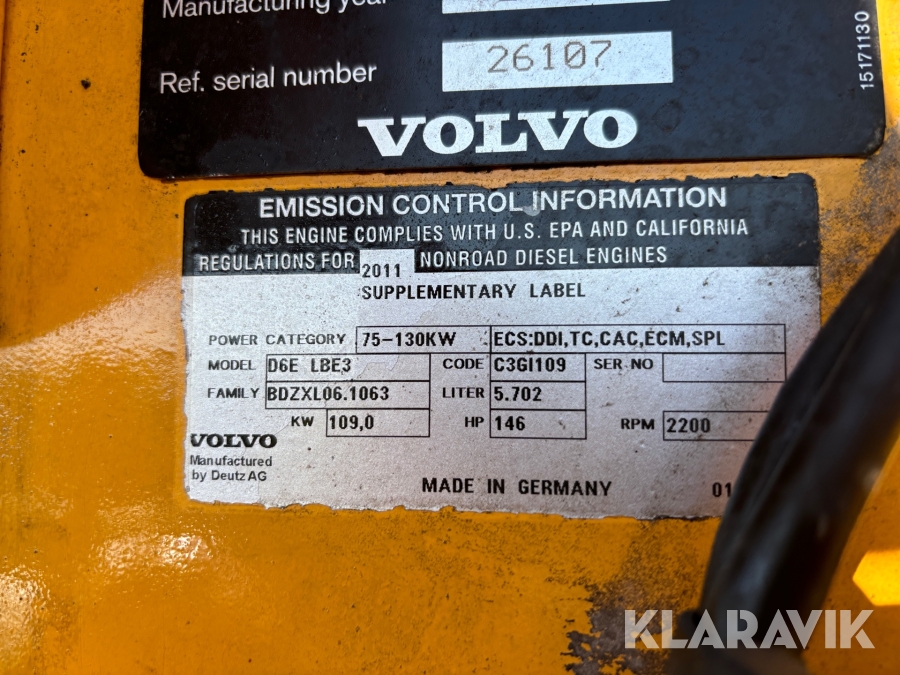 Manufacturing year
Ref. serial number 26107
15171130
VOLVO
EMISSION CONTROL INFORMATION
THIS ENGINE COMPLIES WITH U.S. EPA AND CALIFORNIA
REGULATIONS FOR 2011 NONROAD DIESEL ENGINES
SUPPLEMENTARY LABEL
POWER CATEGORY 75-130KW ECS:DDI,TC,CAC,ECM,SPL
MODEL D6E LBE3 CODE C3GI109 SER NO
FAMILY BDZXL06.1063 LITER 5.702
KW 109,0 HP 146 RPM 2200
VOLVO
Manufactured
by Deutz AG
MADE IN GERMANY 01
KLARAVIK